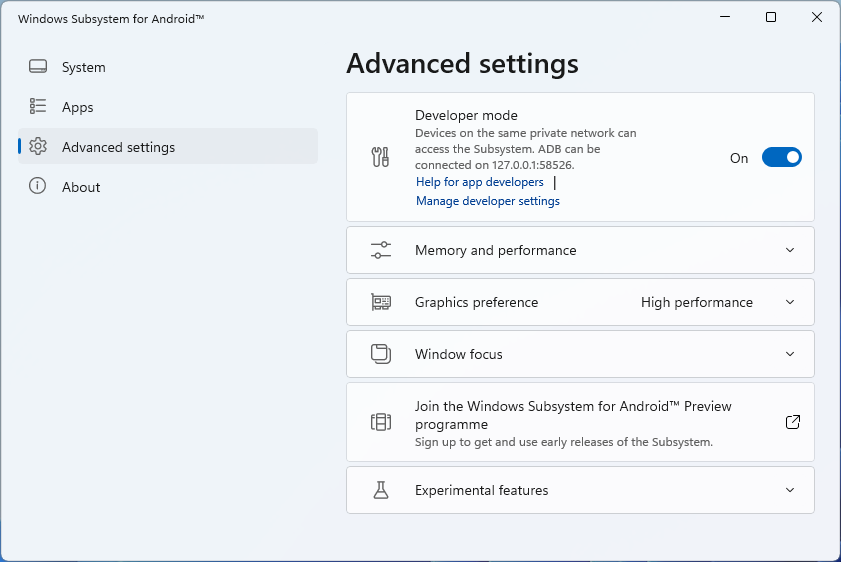 Windows Subsystem for Android™
System
Apps
Advanced settings
About
Advanced settings
Developer mode
Devices on the same private network can
access the Subsystem. ADB can be
connected on 127.0.0.1:58526.
Help for app developers |
Manage developer settings
On
Memory and performance
Graphics preference High performance
Window focus
Join the Windows Subsystem for Android™ Preview
programme
Sign up to get and use early releases of the Subsystem.
Experimental features